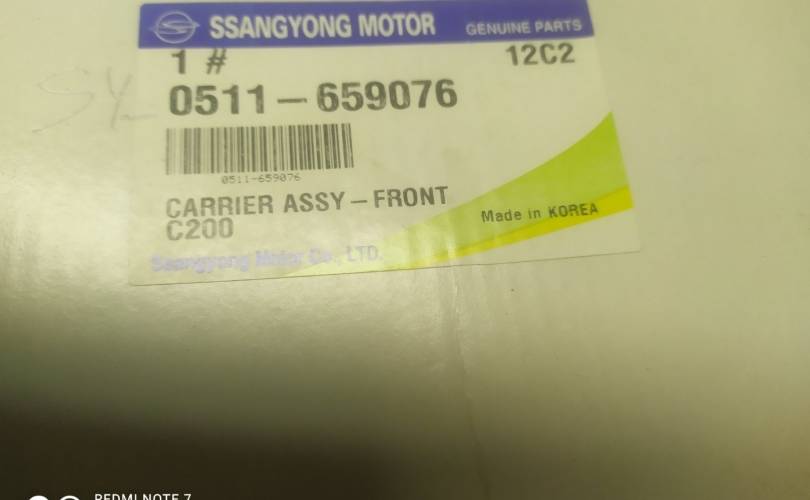 SSANGYONG MOTOR GENUINE PARTS
1 # 12C2
0511-659076
0511-659076
CARRIER ASSY-FRONT
C200
Made in KOREA
Ssangyong Motor Co., LTD.
SY
REDMI NOTE 7